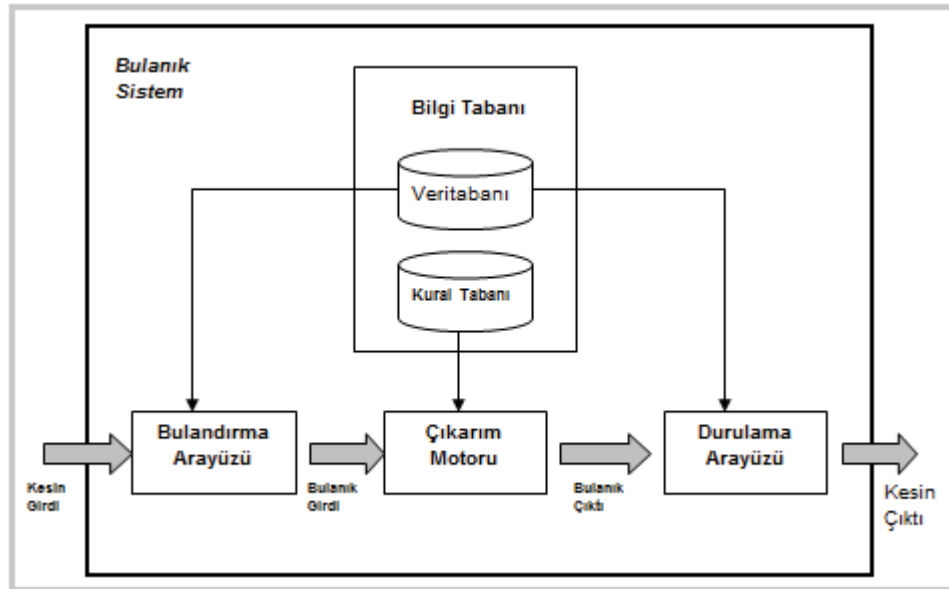 Bulanık
Sistem
Bilgi Tabanı
Veritabanı
Kural Tabanı
Bulandırma
Arayüzü
Çıkarım
Motoru
Durulama
Arayüzü
Kesin
Girdi
Bulanık
Girdi
Bulanık
Çıktı
Kesin
Çıktı